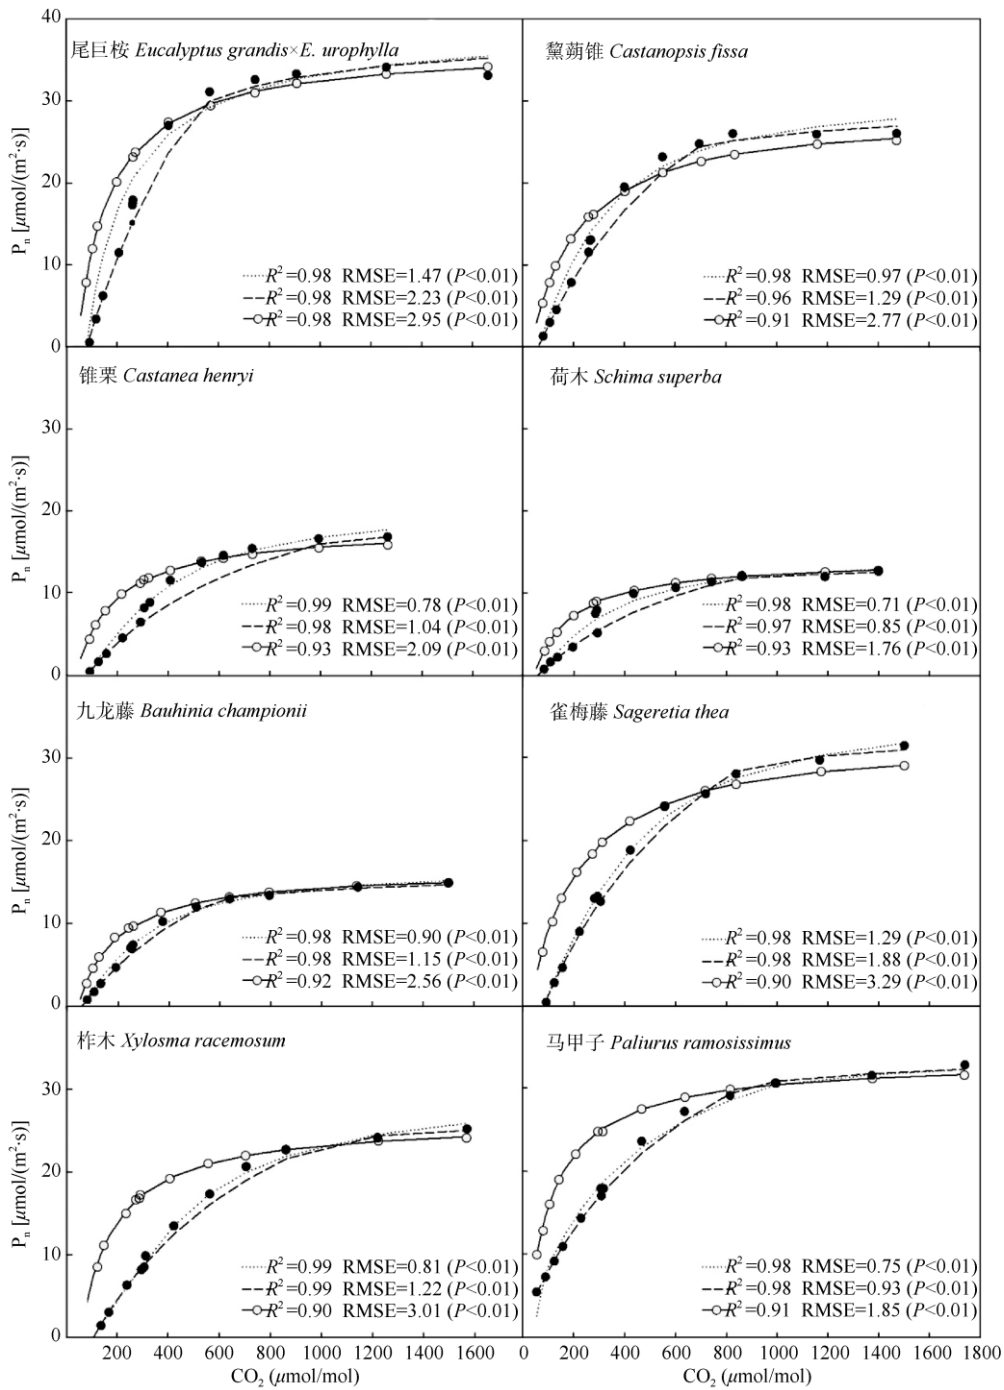 40
30
20
10
0
Pn [μmol/(m²·s)]
尾巨桉 Eucalyptus grandis×E. urophylla
R²=0.98 RMSE=1.47 (P<0.01)
R²=0.98 RMSE=2.23 (P<0.01)
R²=0.98 RMSE=2.95 (P<0.01)
黧蒴锥 Castanopsis fissa
R²=0.98 RMSE=0.97 (P<0.01)
R²=0.96 RMSE=1.29 (P<0.01)
R²=0.91 RMSE=2.77 (P<0.01)
30
20
10
0
Pn [μmol/(m²·s)]
锥栗 Castanea henryi
R²=0.99 RMSE=0.78 (P<0.01)
R²=0.98 RMSE=1.04 (P<0.01)
R²=0.93 RMSE=2.09 (P<0.01)
荷木 Schima superba
R²=0.98 RMSE=0.71 (P<0.01)
R²=0.97 RMSE=0.85 (P<0.01)
R²=0.93 RMSE=1.76 (P<0.01)
30
20
10
0
Pn [μmol/(m²·s)]
九龙藤 Bauhinia championii
R²=0.98 RMSE=0.90 (P<0.01)
R²=0.98 RMSE=1.15 (P<0.01)
R²=0.92 RMSE=2.56 (P<0.01)
雀梅藤 Sageretia thea
R²=0.98 RMSE=1.29 (P<0.01)
R²=0.98 RMSE=1.88 (P<0.01)
R²=0.90 RMSE=3.29 (P<0.01)
30
20
10
0
Pn [μmol/(m²·s)]
柞木 Xylosma racemosum
R²=0.99 RMSE=0.81 (P<0.01)
R²=0.99 RMSE=1.22 (P<0.01)
R²=0.90 RMSE=3.01 (P<0.01)
马甲子 Paliurus ramosissimus
R²=0.98 RMSE=0.75 (P<0.01)
R²=0.98 RMSE=0.93 (P<0.01)
R²=0.91 RMSE=1.85 (P<0.01)
200 400 600 800 1000 1200 1400 1600
0 200 400 600 800 1000 1200 1400 1600 1800
CO₂ (μmol/mol)
CO₂ (μmol/mol)